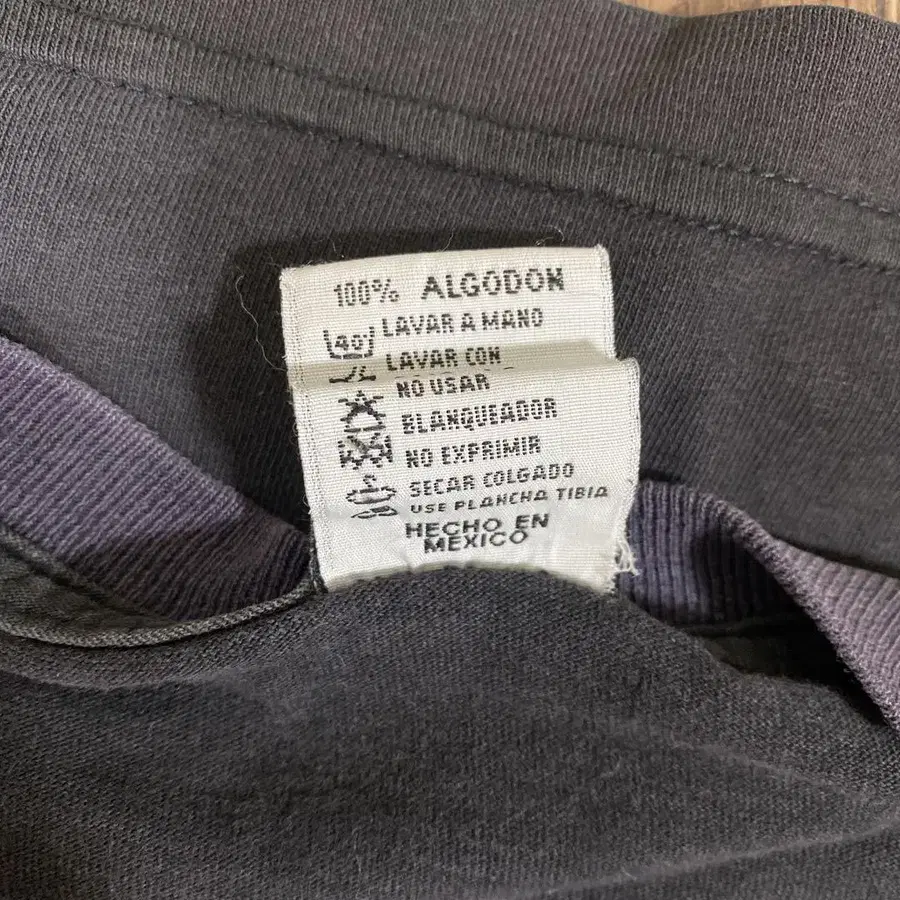 100% ALGODON
40 LAVAR A MANO
LAVAR CON
NO USAR
BLANQUEADOR
NO EXPRIMIR
SECAR COLGADO
USE PLANCHA TIBIA
HECHO EN
MEXICO